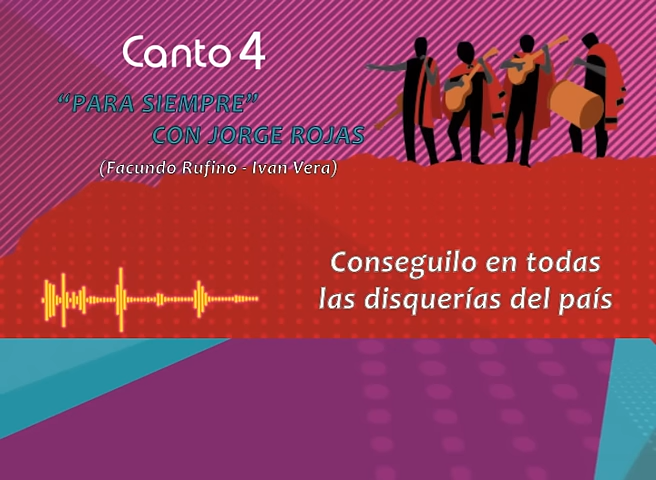 Canto 4
“PARA SIEMPRE”
CON JORGE ROJAS
(Facundo Rufino - Ivan Vera)
Conseguilo en todas
las disquerías del país